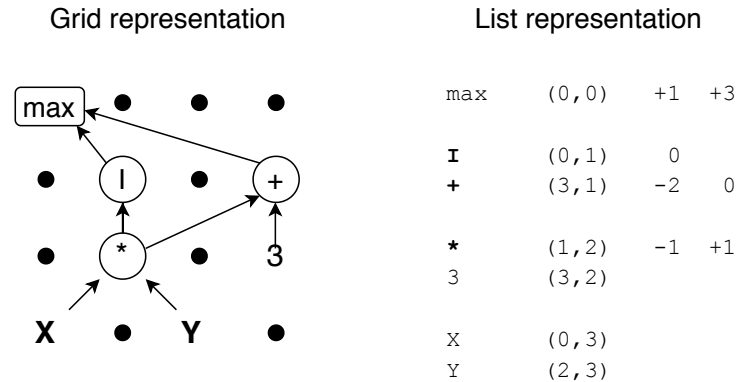 Grid representation
List representation
max
I
+
*
3
X
Y
max (0,0) +1 +3
I (0,1) 0
+ (3,1) -2 0
* (1,2) -1 +1
3 (3,2)
X (0,3)
Y (2,3)